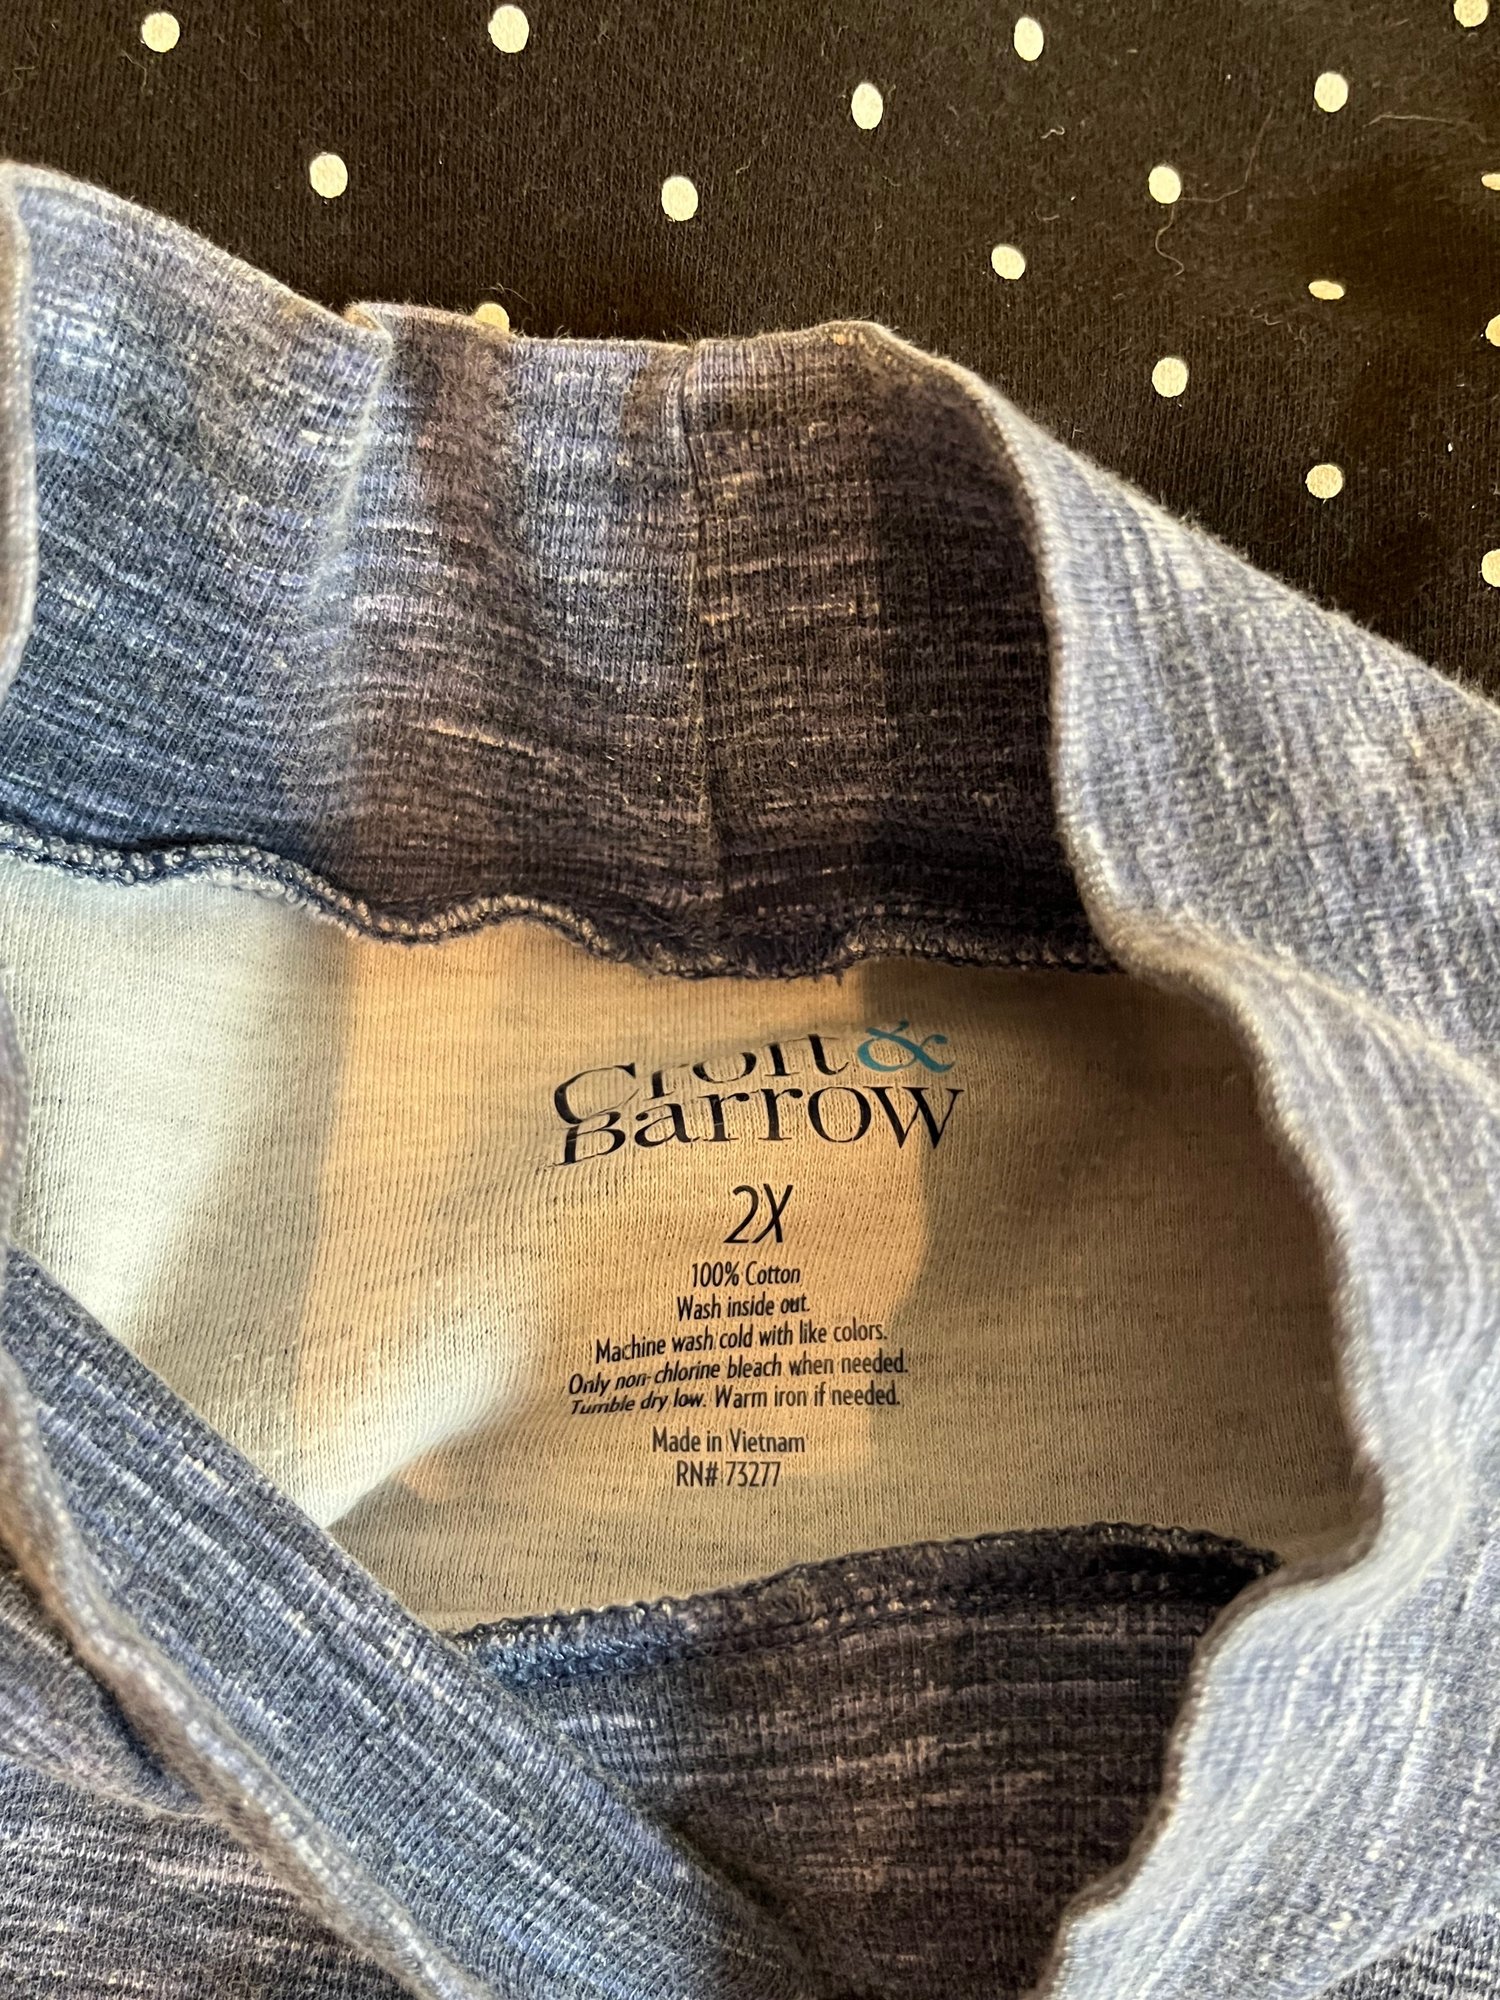 Croft &
Barrow
2X
100% Cotton
Wash inside out.
Machine wash cold with like colors.
Only non-chlorine bleach when needed.
Tumble dry low. Warm iron if needed.
Made in Vietnam
RN# 73277